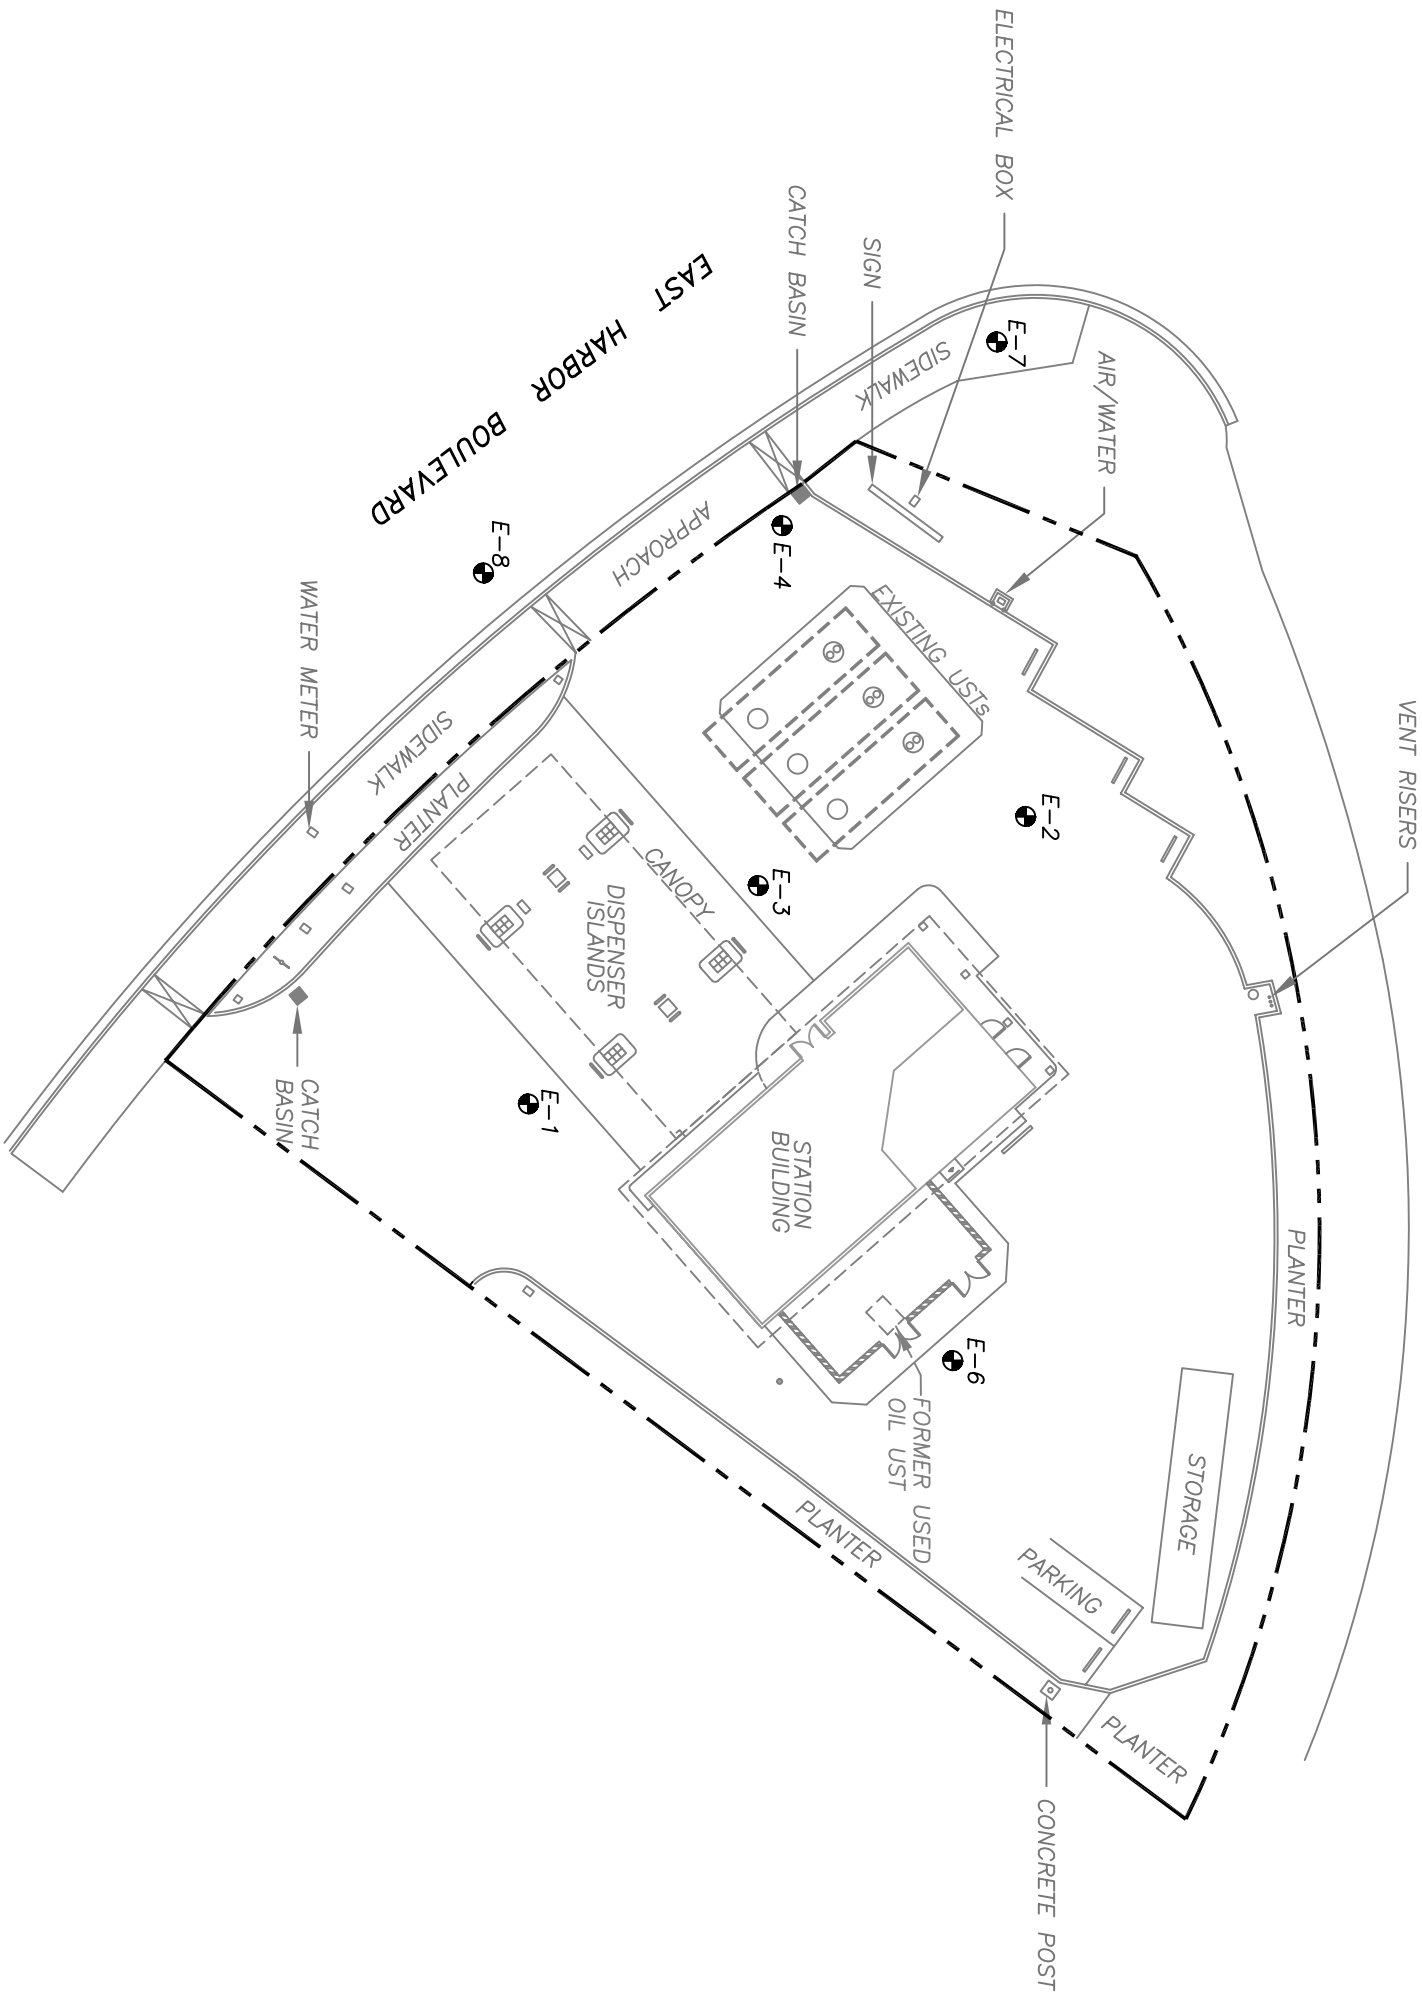 ELECTRICAL BOX
CATCH BASIN
SIGN
EAST HARBOR BOULEVARD
SIDEWALK
E-7
AIR/WATER
E-4
APPROACH
E-8
EXISTING USTs
WATER METER
SIDEWALK
PLANTER
VENT RISERS
E-2
E-3
CANOPY
DISPENSER
ISLANDS
E-1
CATCH
BASIN
STATION
BUILDING
PLANTER
E-6
FORMER USED
OIL UST
STORAGE
PLANTER
PARKING
PLANTER
CONCRETE POST